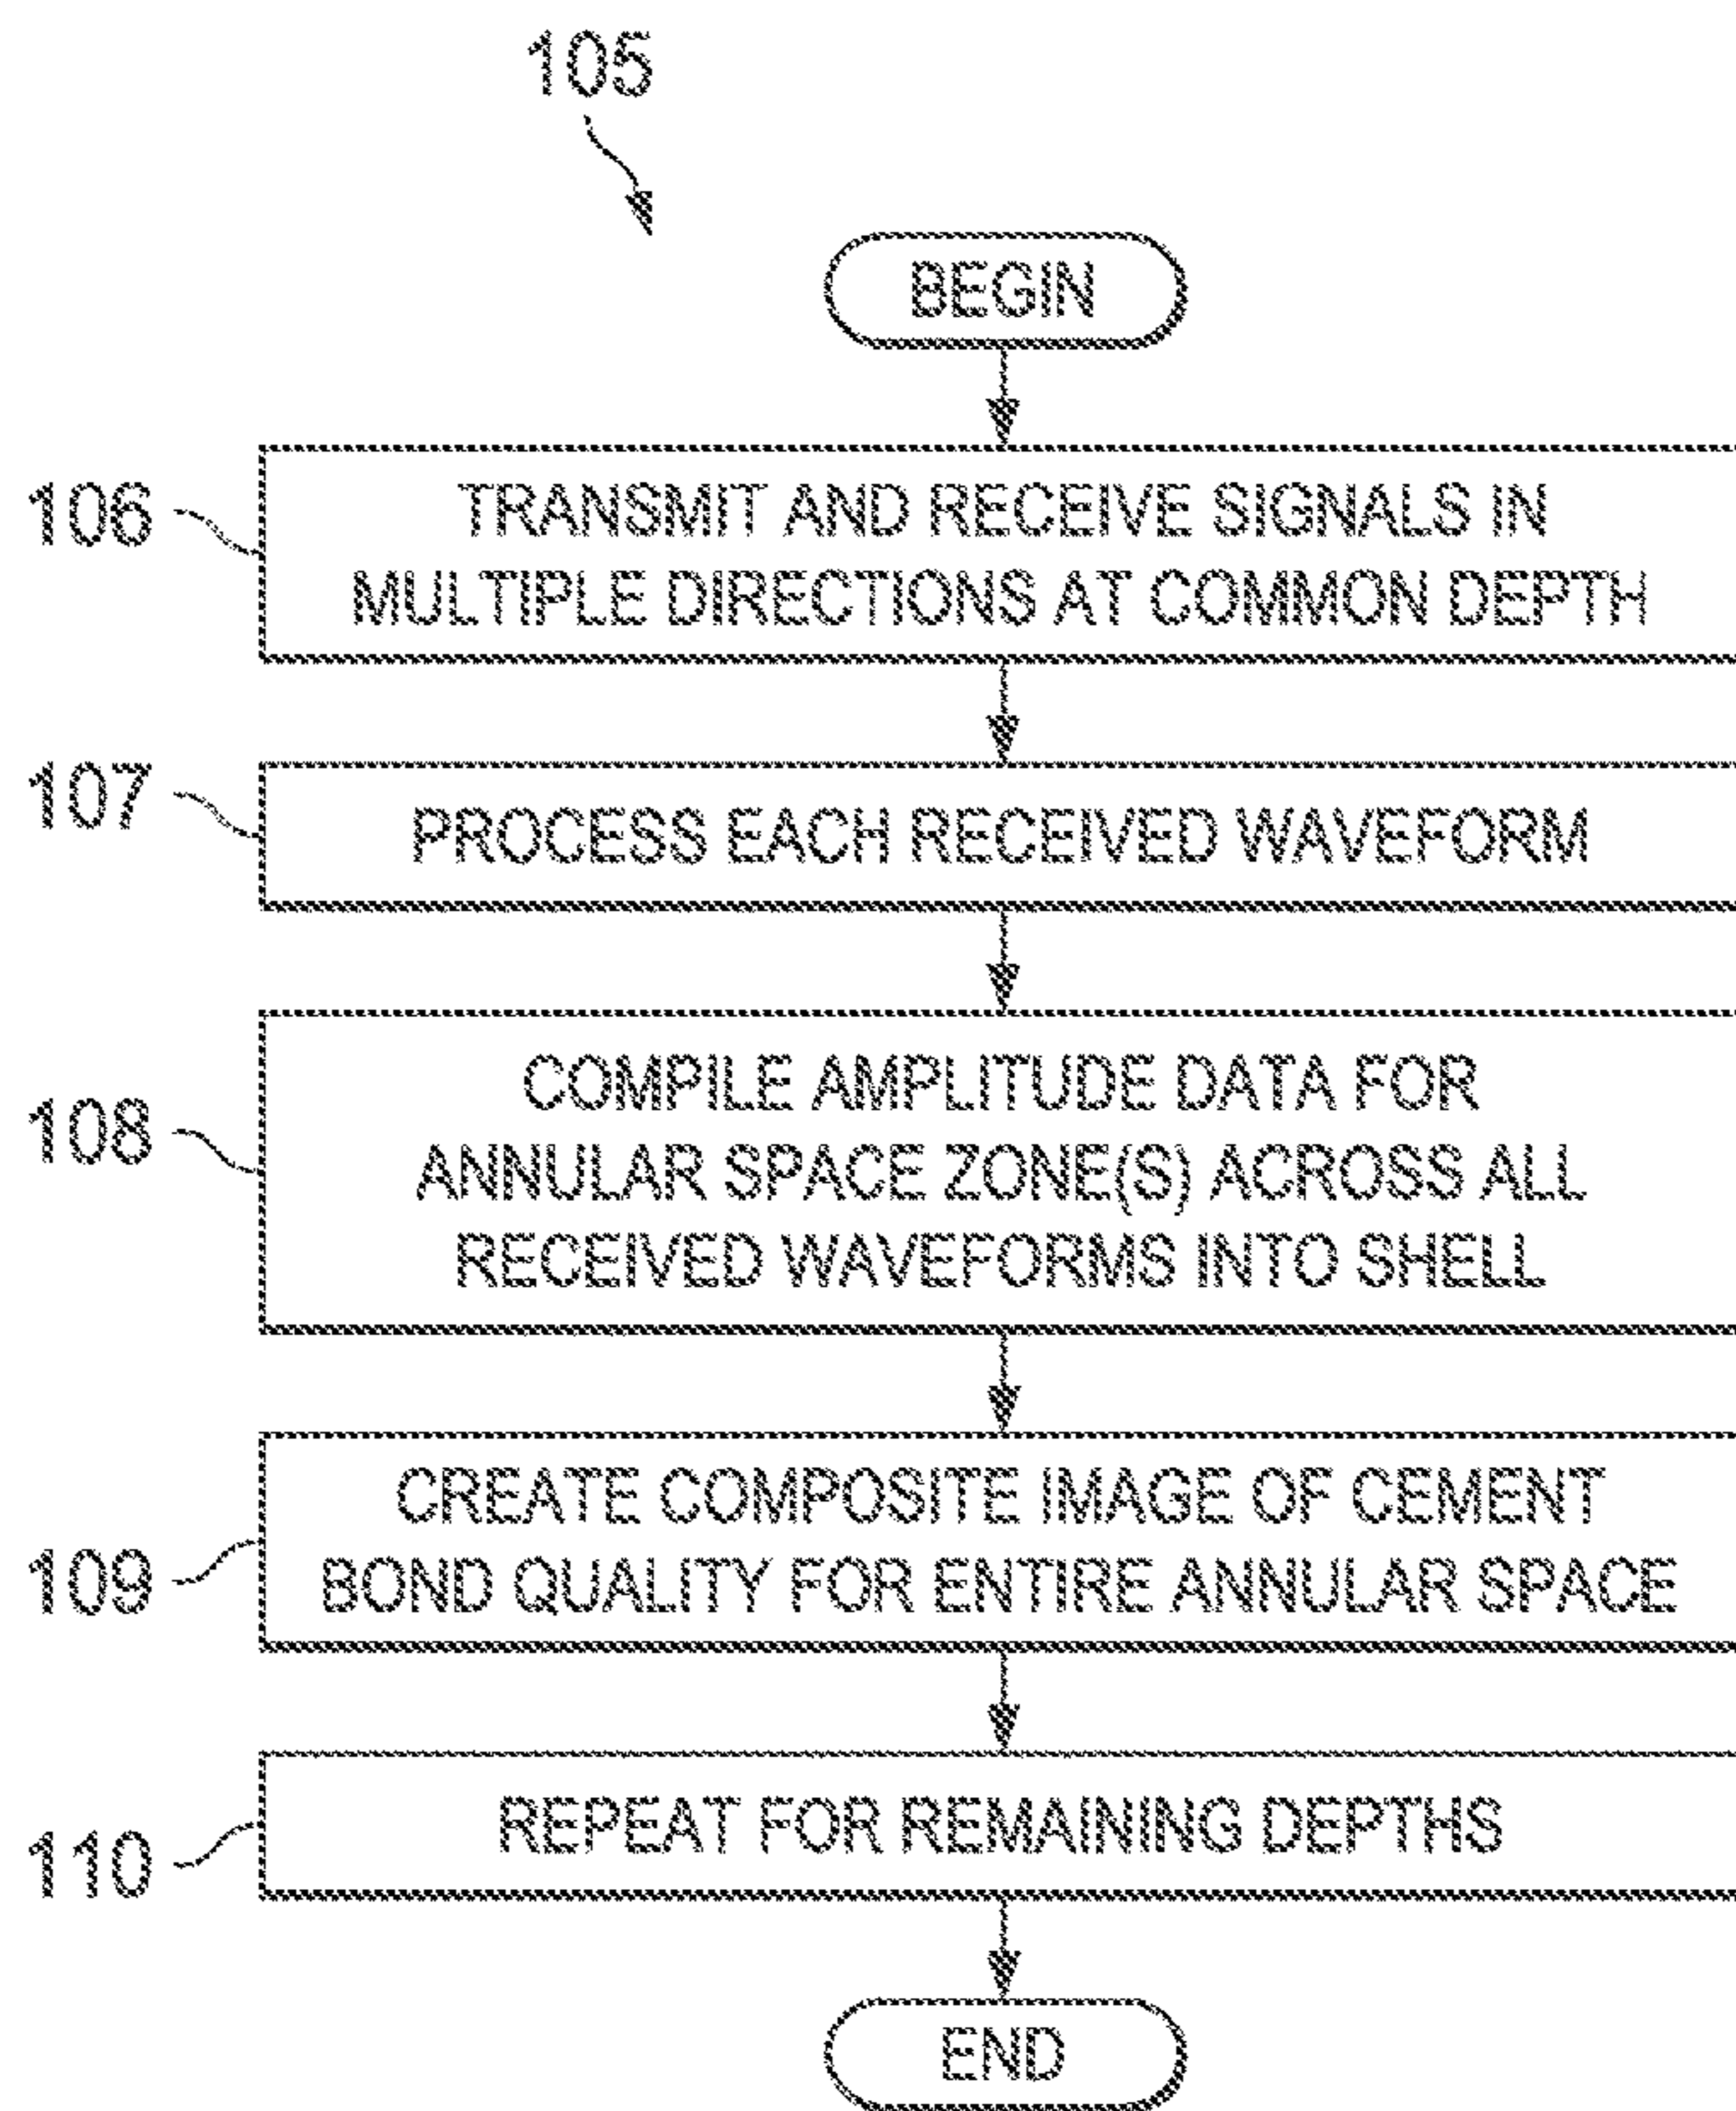 105
BEGIN
106
TRANSMIT AND RECEIVE SIGNALS IN
MULTIPLE DIRECTIONS AT COMMON DEPTH
107
PROCESS EACH RECEIVED WAVEFORM
108
COMPILE AMPLITUDE DATA FOR
ANNULAR SPACE ZONE(S) ACROSS ALL
RECEIVED WAVEFORMS INTO SHELL
109
CREATE COMPOSITE IMAGE OF CEMENT
BOND QUALITY FOR ENTIRE ANNULAR SPACE
110
REPEAT FOR REMAINING DEPTHS
END